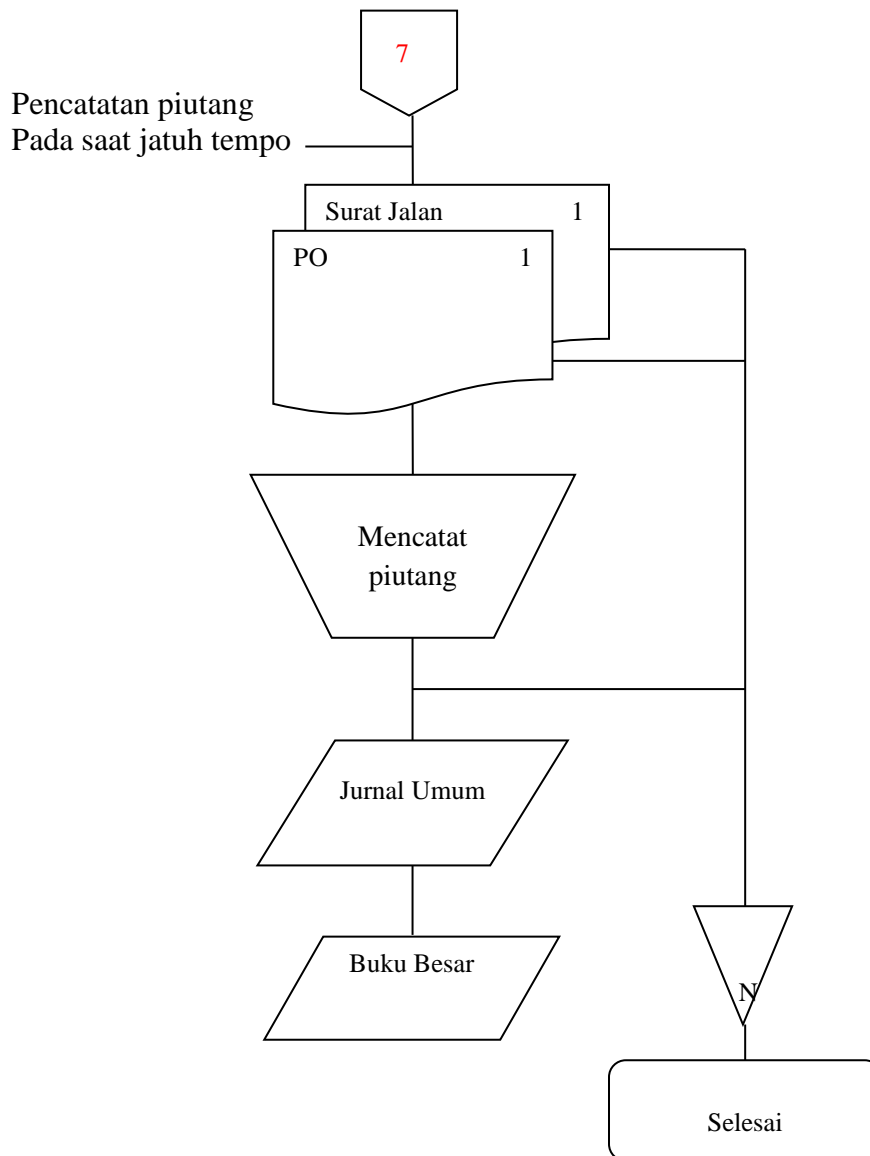 7
Pencatatan piutang
Pada saat jatuh tempo
Surat Jalan 1
PO 1
Mencatat
piutang
Jurnal Umum
Buku Besar
N
Selesai